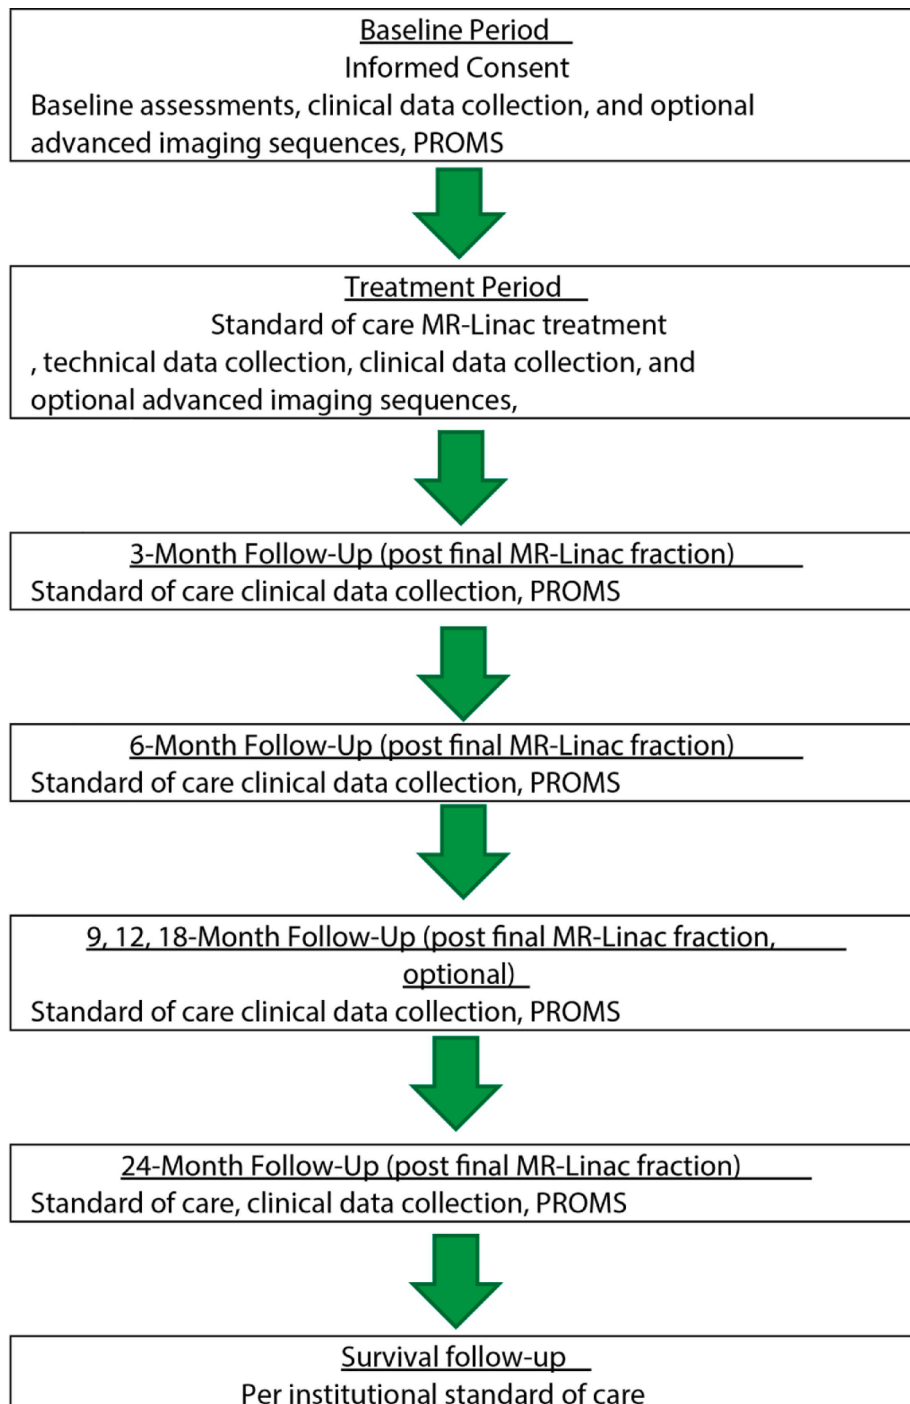 Baseline Period
Informed Consent
Baseline assessments, clinical data collection, and optional
advanced imaging sequences, PROMS
Treatment Period
Standard of care MR-Linac treatment
, technical data collection, clinical data collection, and
optional advanced imaging sequences,
3-Month Follow-Up (post final MR-Linac fraction)
Standard of care clinical data collection, PROMS
6-Month Follow-Up (post final MR-Linac fraction)
Standard of care clinical data collection, PROMS
9, 12, 18-Month Follow-Up (post final MR-Linac fraction,
optional)
Standard of care clinical data collection, PROMS
24-Month Follow-Up (post final MR-Linac fraction)
Standard of care, clinical data collection, PROMS
Survival follow-up
Per institutional standard of care